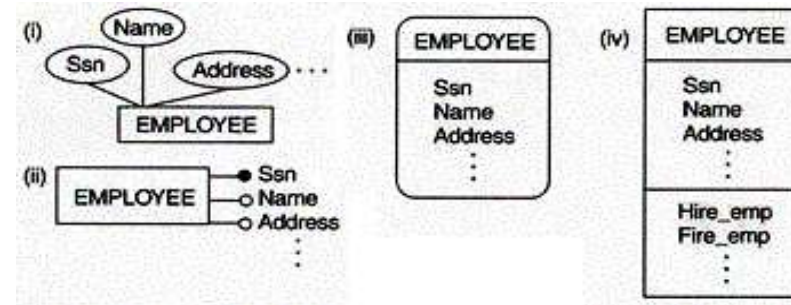 (i)
Name
Ssn
Address ...
EMPLOYEE
(ii)
EMPLOYEE
Ssn
Name
Address
(iii)
EMPLOYEE
Ssn
Name
Address
(iv)
EMPLOYEE
Ssn
Name
Address
Hire_emp
Fire_emp